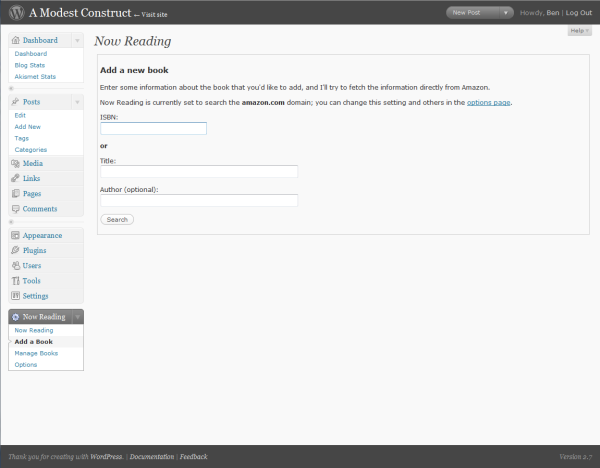 A Modest Construct ← Visit site
New Post
Howdy, Ben | Log Out
Help
Dashboard
Dashboard
Blog Stats
Akismet Stats
Posts
Edit
Add New
Tags
Categories
Media
Links
Pages
Comments
Appearance
Plugins
Users
Tools
Settings
Now Reading
Now Reading
Add a Book
Manage Books
Options
Now Reading
Add a new book
Enter some information about the book that you'd like to add, and I'll try to fetch the information directly from Amazon.
Now Reading is currently set to search the amazon.com domain; you can change this setting and others in the options page.
ISBN:
or
Title:
Author (optional):
Search
Thank you for creating with WordPress. | Documentation | Feedback
Version 2.7